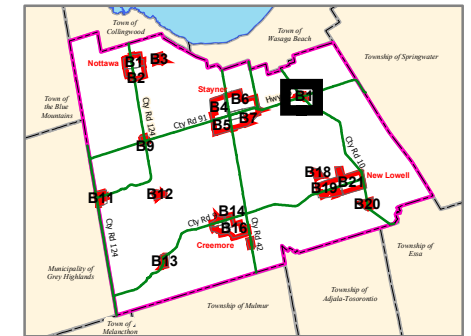 Town of
Collingwood
Town of
Wasaga Beach
Township of Springwater
Nottawa
B1
B3
B2
Town of
the Blue
Mountains
Cty Rd 124
Stayner
B6
B4
B7
B5
Cty Rd 91
Hwy
B9
Cty Rd 10
B18
New Lowell
B21
B19
B11
B12
B20
B14
Cty Rd
B16
Creemore
Cty Rd 42
Cty Rd 124
B13
Township of
Essa
Municipality of
Grey Highlands
Township of
Adjala-Tosorontio
Township of Mulmur
Town of
Melancthon